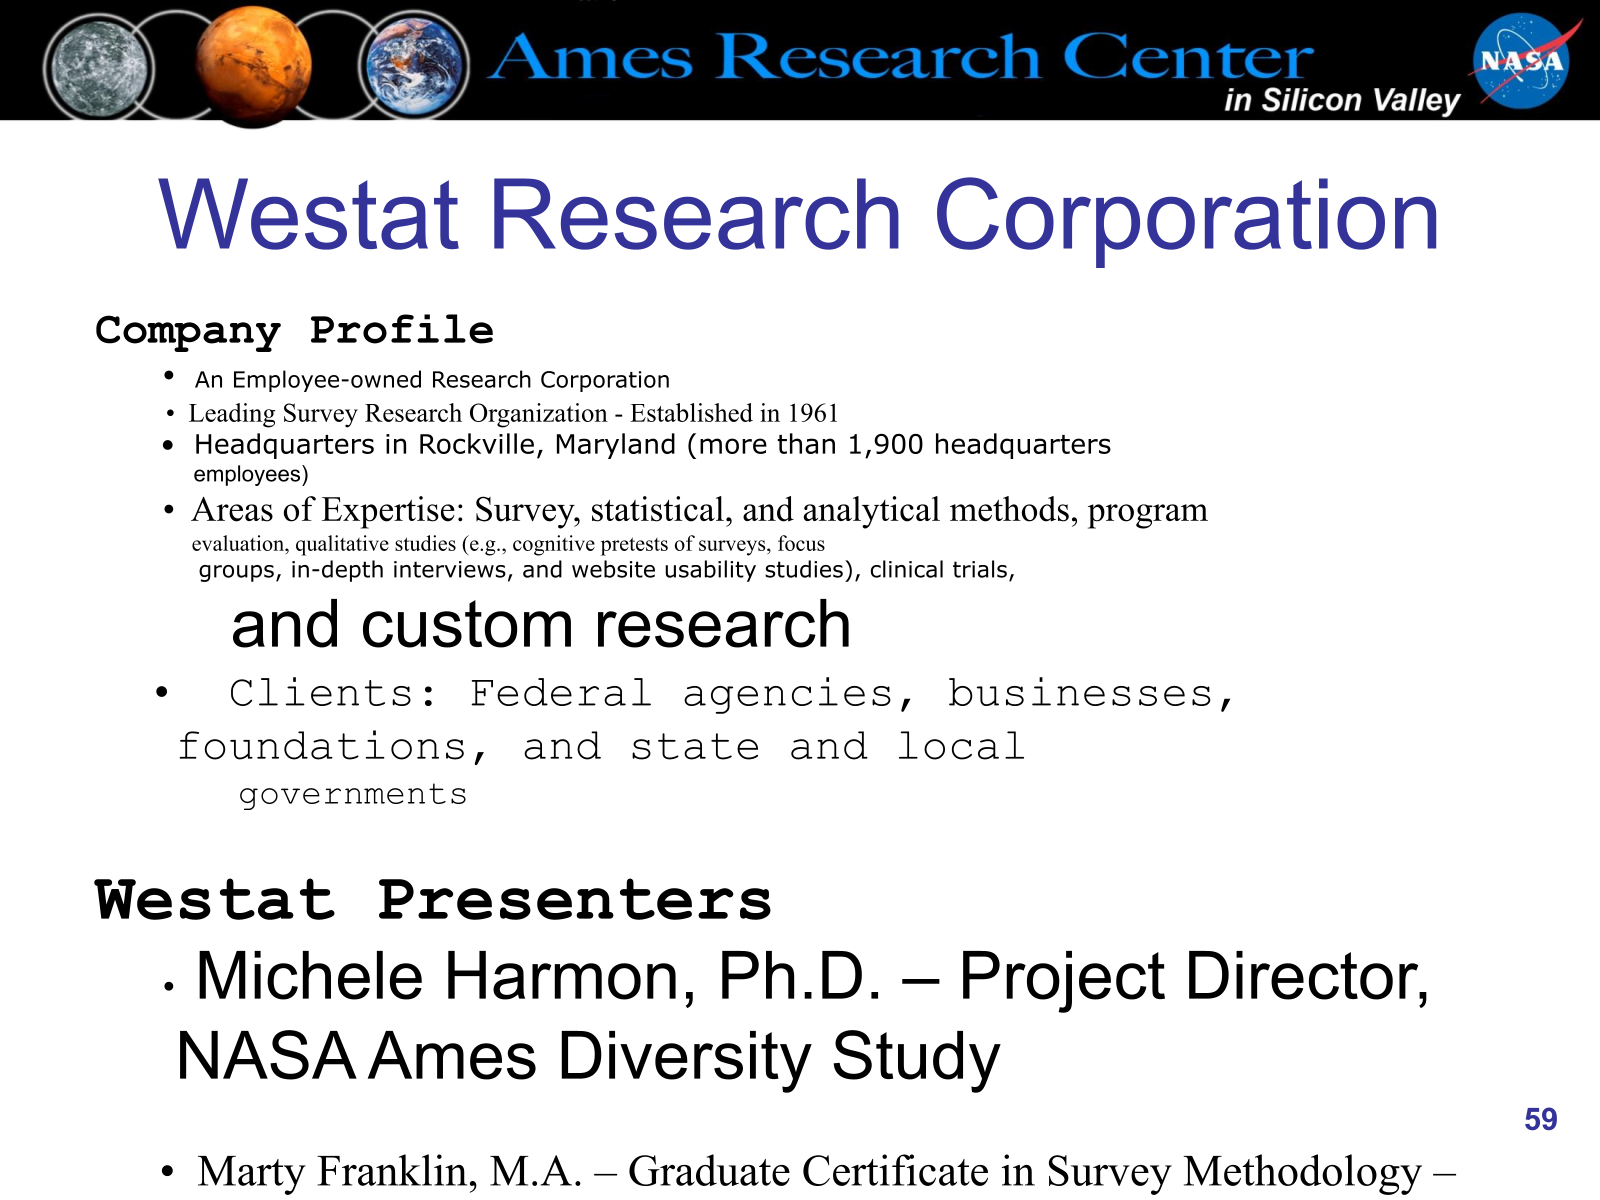 Ames Research Center
in Silicon Valley
NASA
Westat Research Corporation
Company Profile
• An Employee-owned Research Corporation
• Leading Survey Research Organization - Established in 1961
• Headquarters in Rockville, Maryland (more than 1,900 headquarters
employees)
• Areas of Expertise: Survey, statistical, and analytical methods, program
evaluation, qualitative studies (e.g., cognitive pretests of surveys, focus
groups, in-depth interviews, and website usability studies), clinical trials,
and custom research
• Clients: Federal agencies, businesses,
foundations, and state and local
governments
Westat Presenters
• Michele Harmon, Ph.D. – Project Director,
NASA Ames Diversity Study
59
• Marty Franklin, M.A. – Graduate Certificate in Survey Methodology –